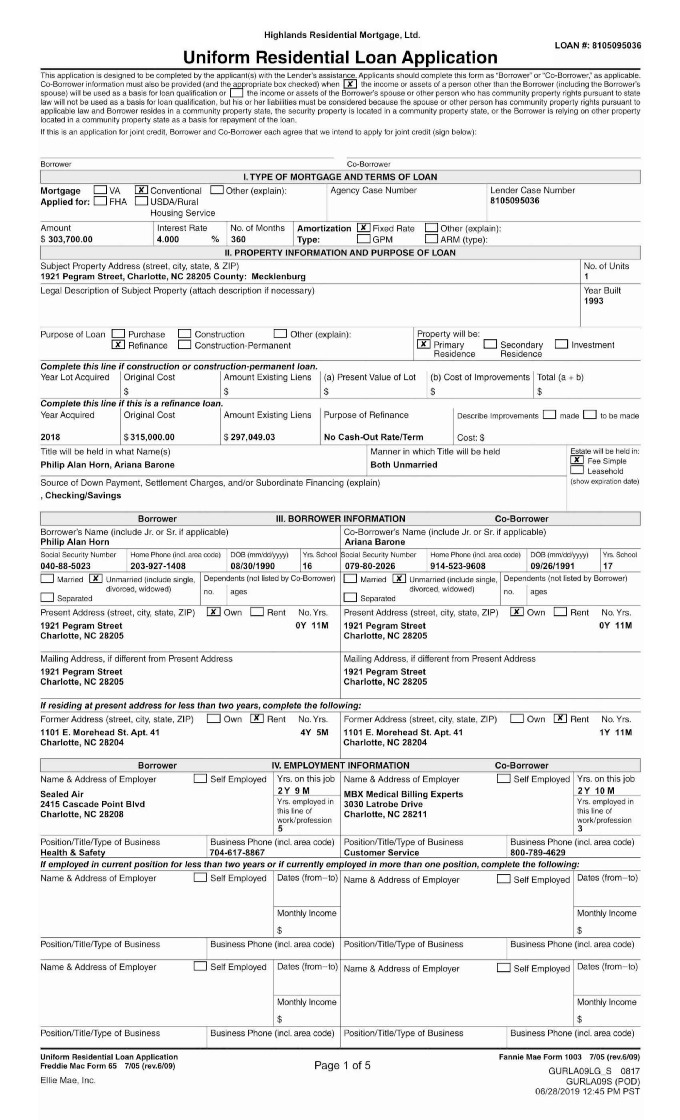 Highlands Residential Mortgage, Ltd.
LOAN #: 8105095036
Uniform Residential Loan Application
This application is designed to be completed by the applicant(s) with the Lender's assistance. Applicants should complete this form as "Borrower" or "Co-Borrower," as applicable.
Co-Borrower information must also be provided (and the appropriate box checked) when [X] the income or assets of a person other than the Borrower (including the Borrower's
spouse) will be used as a basis for loan qualification or [ ] the income or assets of the Borrower's spouse or other person who has community property rights pursuant to state
law will not be used as a basis for loan qualification, but his or her liabilities must be considered because the spouse or other person has community property rights pursuant to
applicable law and Borrower resides in a community property state, the security property is located in a community property state, or the Borrower is relying on other property
located in a community property state as a basis for repayment of the loan.
If this is an application for joint credit, Borrower and Co-Borrower each agree that we intend to apply for joint credit (sign below):
Borrower Co-Borrower
I. TYPE OF MORTGAGE AND TERMS OF LOAN
Mortgage [ ] VA [X] Conventional [ ] Other (explain): Agency Case Number Lender Case Number
Applied for: [ ] FHA [ ] USDA/Rural 8105095036
Housing Service
Amount Interest Rate No. of Months Amortization [X] Fixed Rate [ ] Other (explain):
$ 303,700.00 4.000 % 360 Type: [ ] GPM [ ] ARM (type):
II. PROPERTY INFORMATION AND PURPOSE OF LOAN
Subject Property Address (street, city, state, & ZIP) No. of Units
1921 Pegram Street, Charlotte, NC 28205 County: Mecklenburg 1
Legal Description of Subject Property (attach description if necessary) Year Built
1993
Purpose of Loan [ ] Purchase [ ] Construction [ ] Other (explain): Property will be:
[X] Refinance [ ] Construction-Permanent [X] Primary Residence [ ] Secondary Residence [ ] Investment
Complete this line if construction or construction-permanent loan.
Year Lot Acquired Original Cost Amount Existing Liens (a) Present Value of Lot (b) Cost of Improvements Total (a + b)
$ $ $ $ $
Complete this line if this is a refinance loan.
Year Acquired Original Cost Amount Existing Liens Purpose of Refinance Describe Improvements [ ] made [ ] to be made
2018 $ 315,000.00 $ 297,049.03 No Cash-Out Rate/Term Cost: $
Title will be held in what Name(s) Manner in which Title will be held Estate will be held in:
Philip Alan Horn, Ariana Barone Both Unmarried [X] Fee Simple
[ ] Leasehold
Source of Down Payment, Settlement Charges, and/or Subordinate Financing (explain) (show expiration date)
, Checking/Savings
Borrower III. BORROWER INFORMATION Co-Borrower
Borrower's Name (include Jr. or Sr. if applicable) Co-Borrower's Name (include Jr. or Sr. if applicable)
Philip Alan Horn Ariana Barone
Social Security Number Home Phone (incl. area code) DOB (mm/dd/yyyy) Yrs. School Social Security Number Home Phone (incl. area code) DOB (mm/dd/yyyy) Yrs. School
040-88-5023 203-927-1408 08/30/1990 16 079-80-2026 914-523-9608 09/26/1991 17
[ ] Married [X] Unmarried (include single, Dependents (not listed by Co-Borrower) [ ] Married [X] Unmarried (include single, Dependents (not listed by Borrower)
divorced, widowed) no. ages divorced, widowed) no. ages
[ ] Separated [ ] Separated
Present Address (street, city, state, ZIP) [X] Own [ ] Rent No. Yrs. Present Address (street, city, state, ZIP) [X] Own [ ] Rent No. Yrs.
1921 Pegram Street 0Y 11M 1921 Pegram Street 0Y 11M
Charlotte, NC 28205 Charlotte, NC 28205
Mailing Address, if different from Present Address Mailing Address, if different from Present Address
1921 Pegram Street 1921 Pegram Street
Charlotte, NC 28205 Charlotte, NC 28205
If residing at present address for less than two years, complete the following:
Former Address (street, city, state, ZIP) [ ] Own [X] Rent No. Yrs. Former Address (street, city, state, ZIP) [ ] Own [X] Rent No. Yrs.
1101 E. Morehead St. Apt. 41 4Y 5M 1101 E. Morehead St. Apt. 41 1Y 11M
Charlotte, NC 28204 Charlotte, NC 28204
Borrower IV. EMPLOYMENT INFORMATION Co-Borrower
Name & Address of Employer [ ] Self Employed Yrs. on this job Name & Address of Employer [ ] Self Employed Yrs. on this job
2 Y 9 M 2 Y 10 M
Sealed Air Yrs. employed in MBX Medical Billing Experts Yrs. employed in
2415 Cascade Point Blvd this line of 3030 Latrobe Drive this line of
Charlotte, NC 28208 work/profession Charlotte, NC 28211 work/profession
5 3
Position/Title/Type of Business Business Phone (incl. area code) Position/Title/Type of Business Business Phone (incl. area code)
Health & Safety 704-617-8867 Customer Service 800-789-4629
If employed in current position for less than two years or if currently employed in more than one position, complete the following:
Name & Address of Employer [ ] Self Employed Dates (from–to) Name & Address of Employer [ ] Self Employed Dates (from–to)
Monthly Income Monthly Income
$ $
Position/Title/Type of Business Business Phone (incl. area code) Position/Title/Type of Business Business Phone (incl. area code)
Name & Address of Employer [ ] Self Employed Dates (from–to) Name & Address of Employer [ ] Self Employed Dates (from–to)
Monthly Income Monthly Income
$ $
Position/Title/Type of Business Business Phone (incl. area code) Position/Title/Type of Business Business Phone (incl. area code)
Uniform Residential Loan Application Fannie Mae Form 1003 7/05 (rev.6/09)
Freddie Mac Form 65 7/05 (rev.6/09) Page 1 of 5
Ellie Mae, Inc. GURLA09LG_S 0817
GURLA09S (POD)
06/28/2019 12:45 PM PST